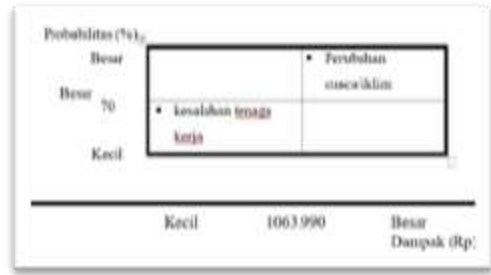 Probabilitas (%)
Besar
• Perubahan
cuaca/iklim
Besar
70
• kesalahan tenaga
kerja
Kecil
Kecil 1063.990 Besar
Dampak (Rp)